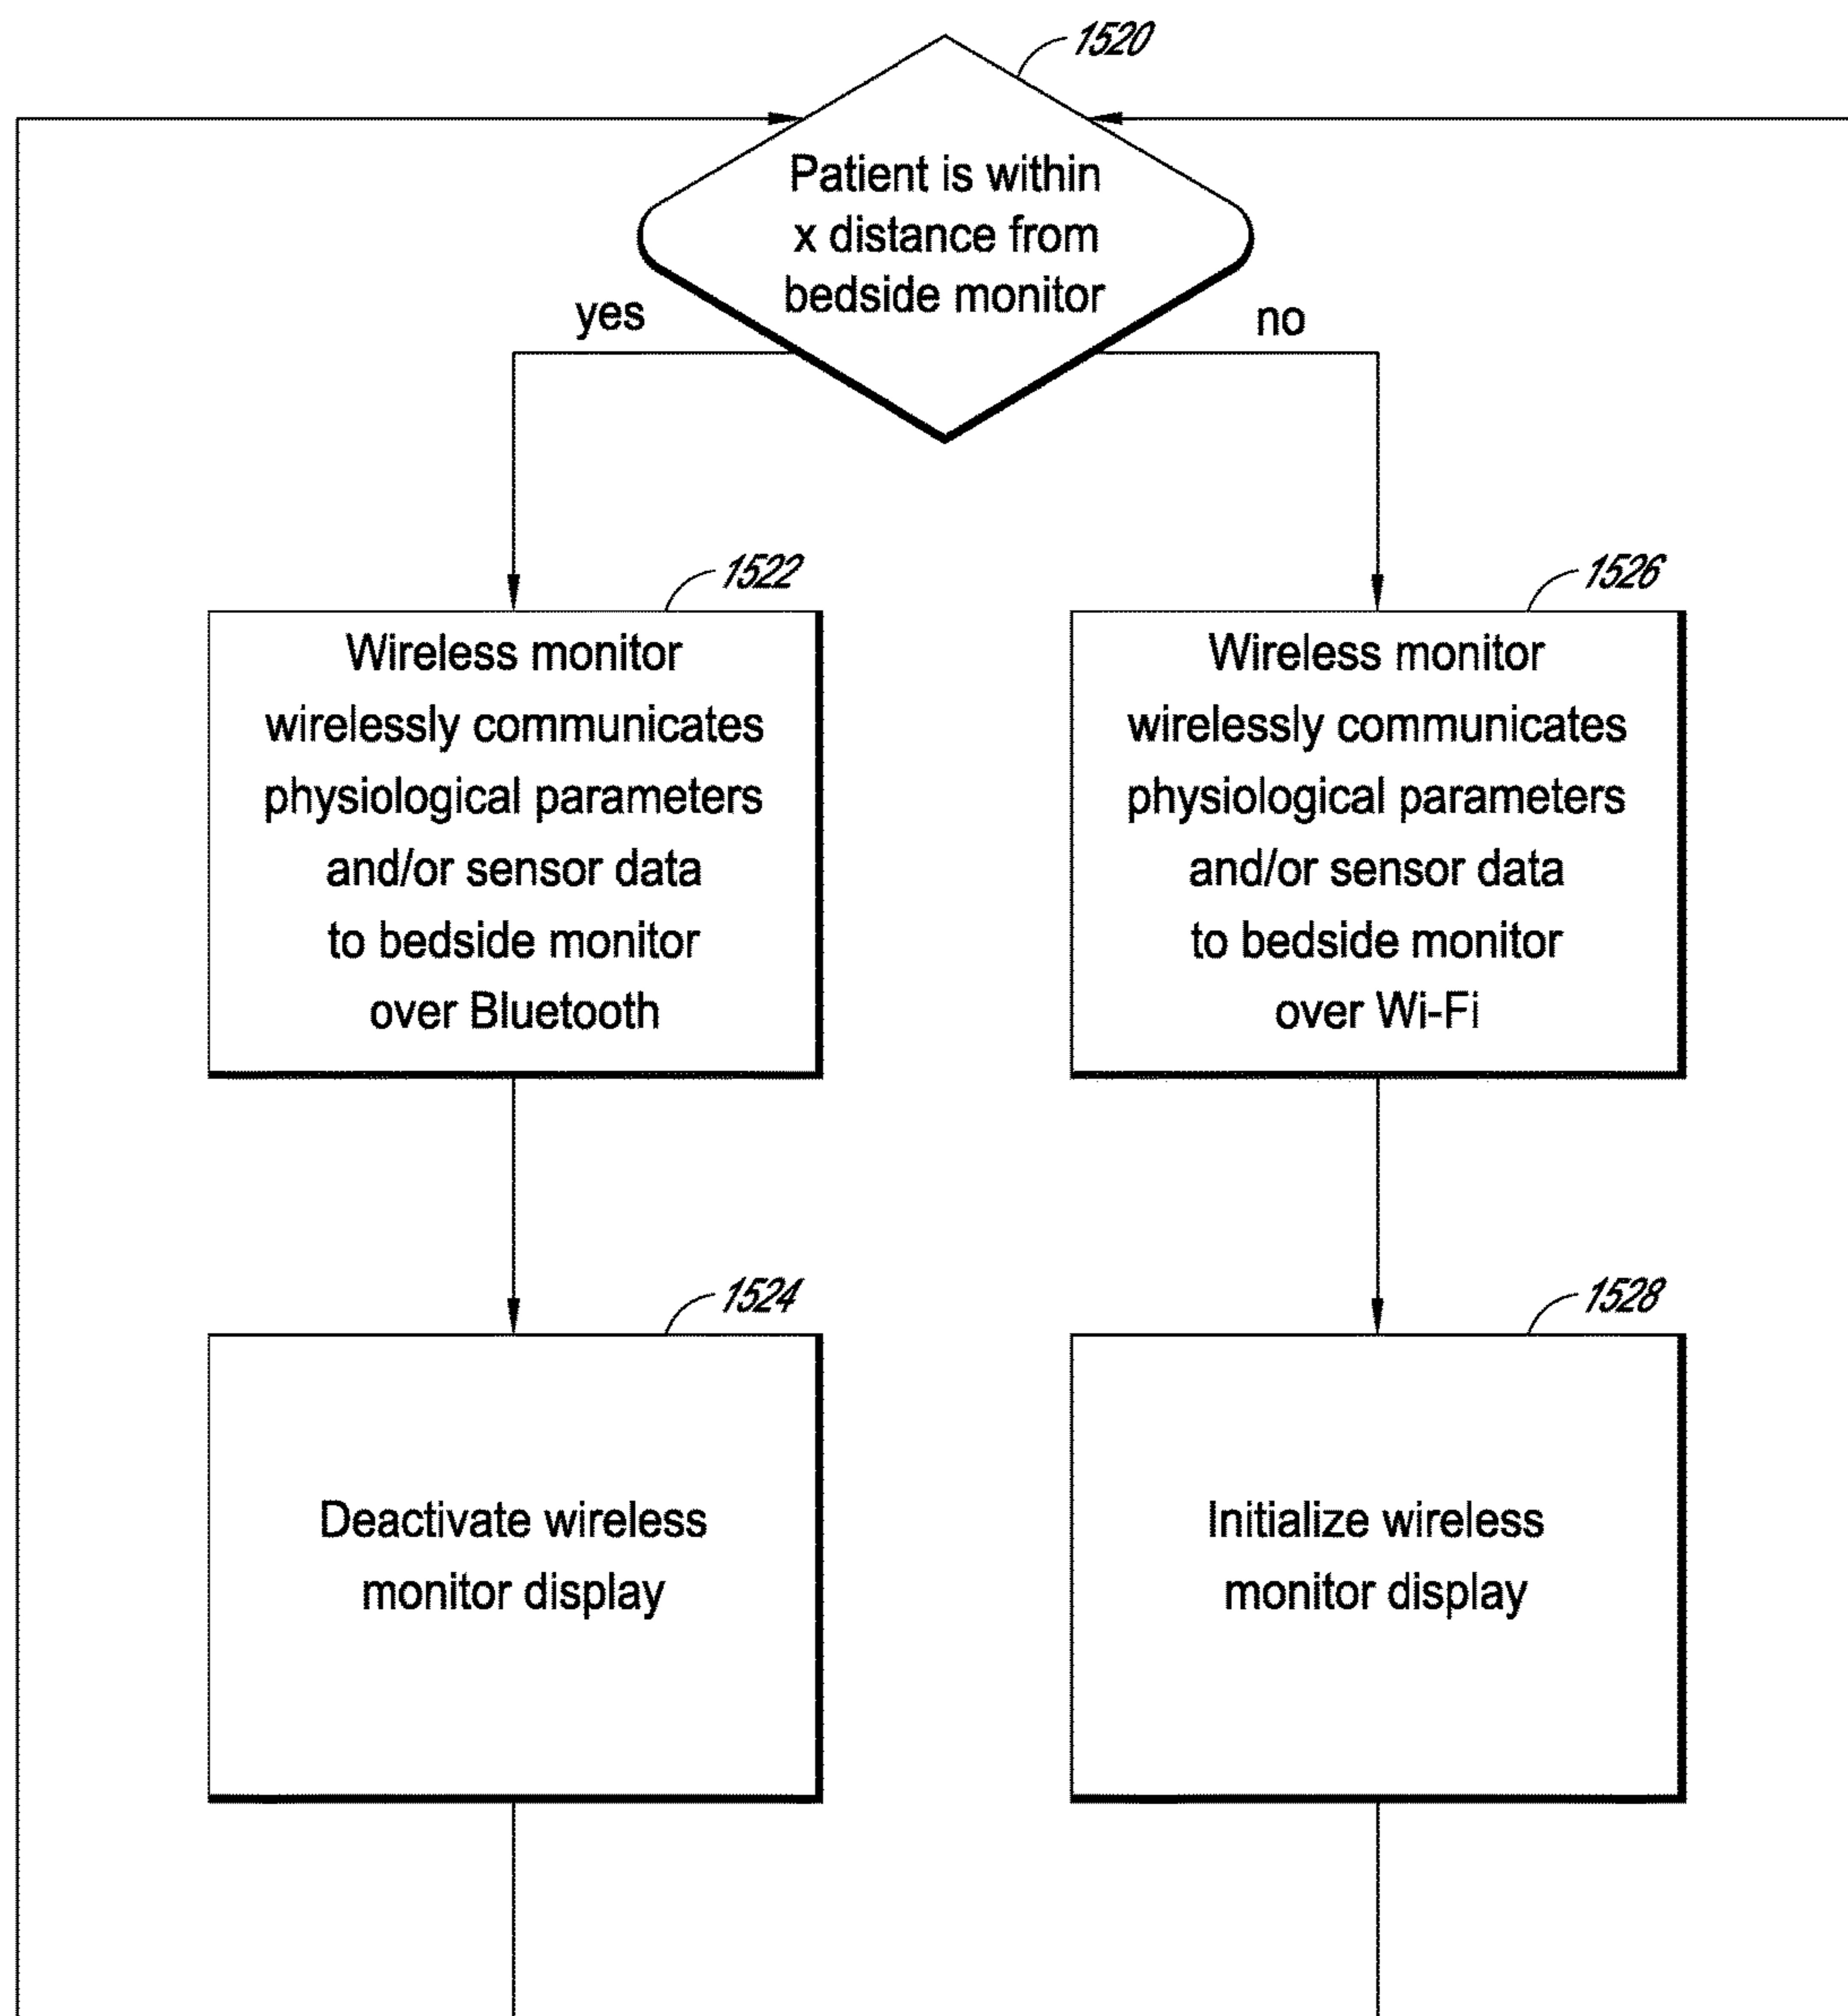 1520
Patient is within
x distance from
bedside monitor
yes
no
1522
Wireless monitor
wirelessly communicates
physiological parameters
and/or sensor data
to bedside monitor
over Bluetooth
1526
Wireless monitor
wirelessly communicates
physiological parameters
and/or sensor data
to bedside monitor
over Wi-Fi
1524
Deactivate wireless
monitor display
1528
Initialize wireless
monitor display